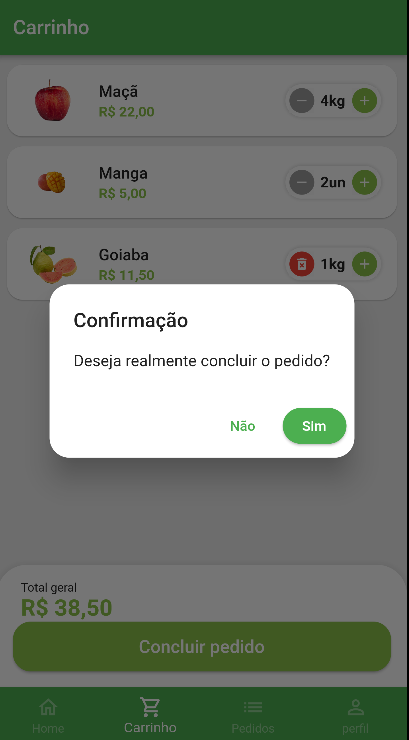 Carrinho
Maçã
R$ 22,00
4kg
Manga
R$ 5,00
2un
Goiaba
R$ 11,50
1kg
Confirmação
Deseja realmente concluir o pedido?
Não
Sim
Total geral
R$ 38,50
Concluir pedido
Home
Carrinho
Pedidos
perfil